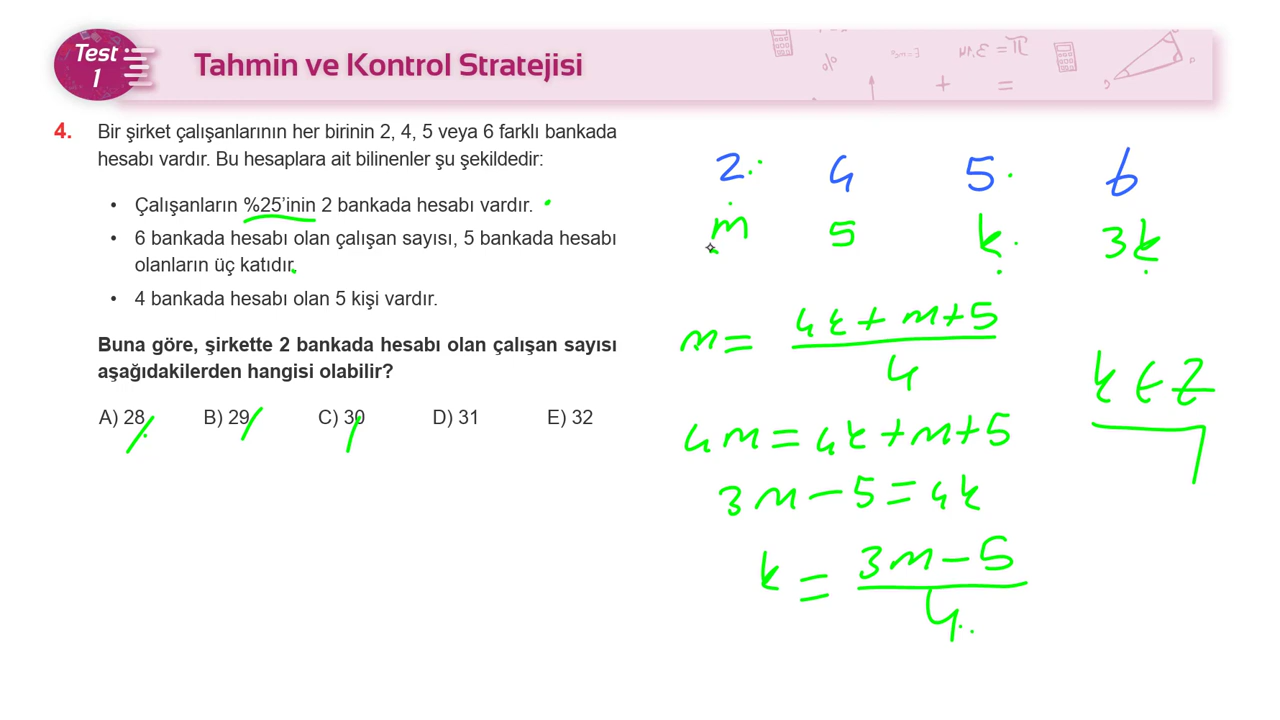 Test
1
Tahmin ve Kontrol Stratejisi
4. Bir şirket çalışanlarının her birinin 2, 4, 5 veya 6 farklı bankada
hesabı vardır. Bu hesaplara ait bilinenler şu şekildedir:
• Çalışanların %25'inin 2 bankada hesabı vardır.
• 6 bankada hesabı olan çalışan sayısı, 5 bankada hesabı
olanların üç katıdır.
• 4 bankada hesabı olan 5 kişi vardır.
Buna göre, şirkette 2 bankada hesabı olan çalışan sayısı
aşağıdakilerden hangisi olabilir?
A) 28 B) 29 C) 30 D) 31 E) 32
2 4 5 6
m 5 k 3k
m = 4k + m + 5
4
4m = 4k + m + 5
3m - 5 = 4k
k = 3m - 5
4
k ∈ Z